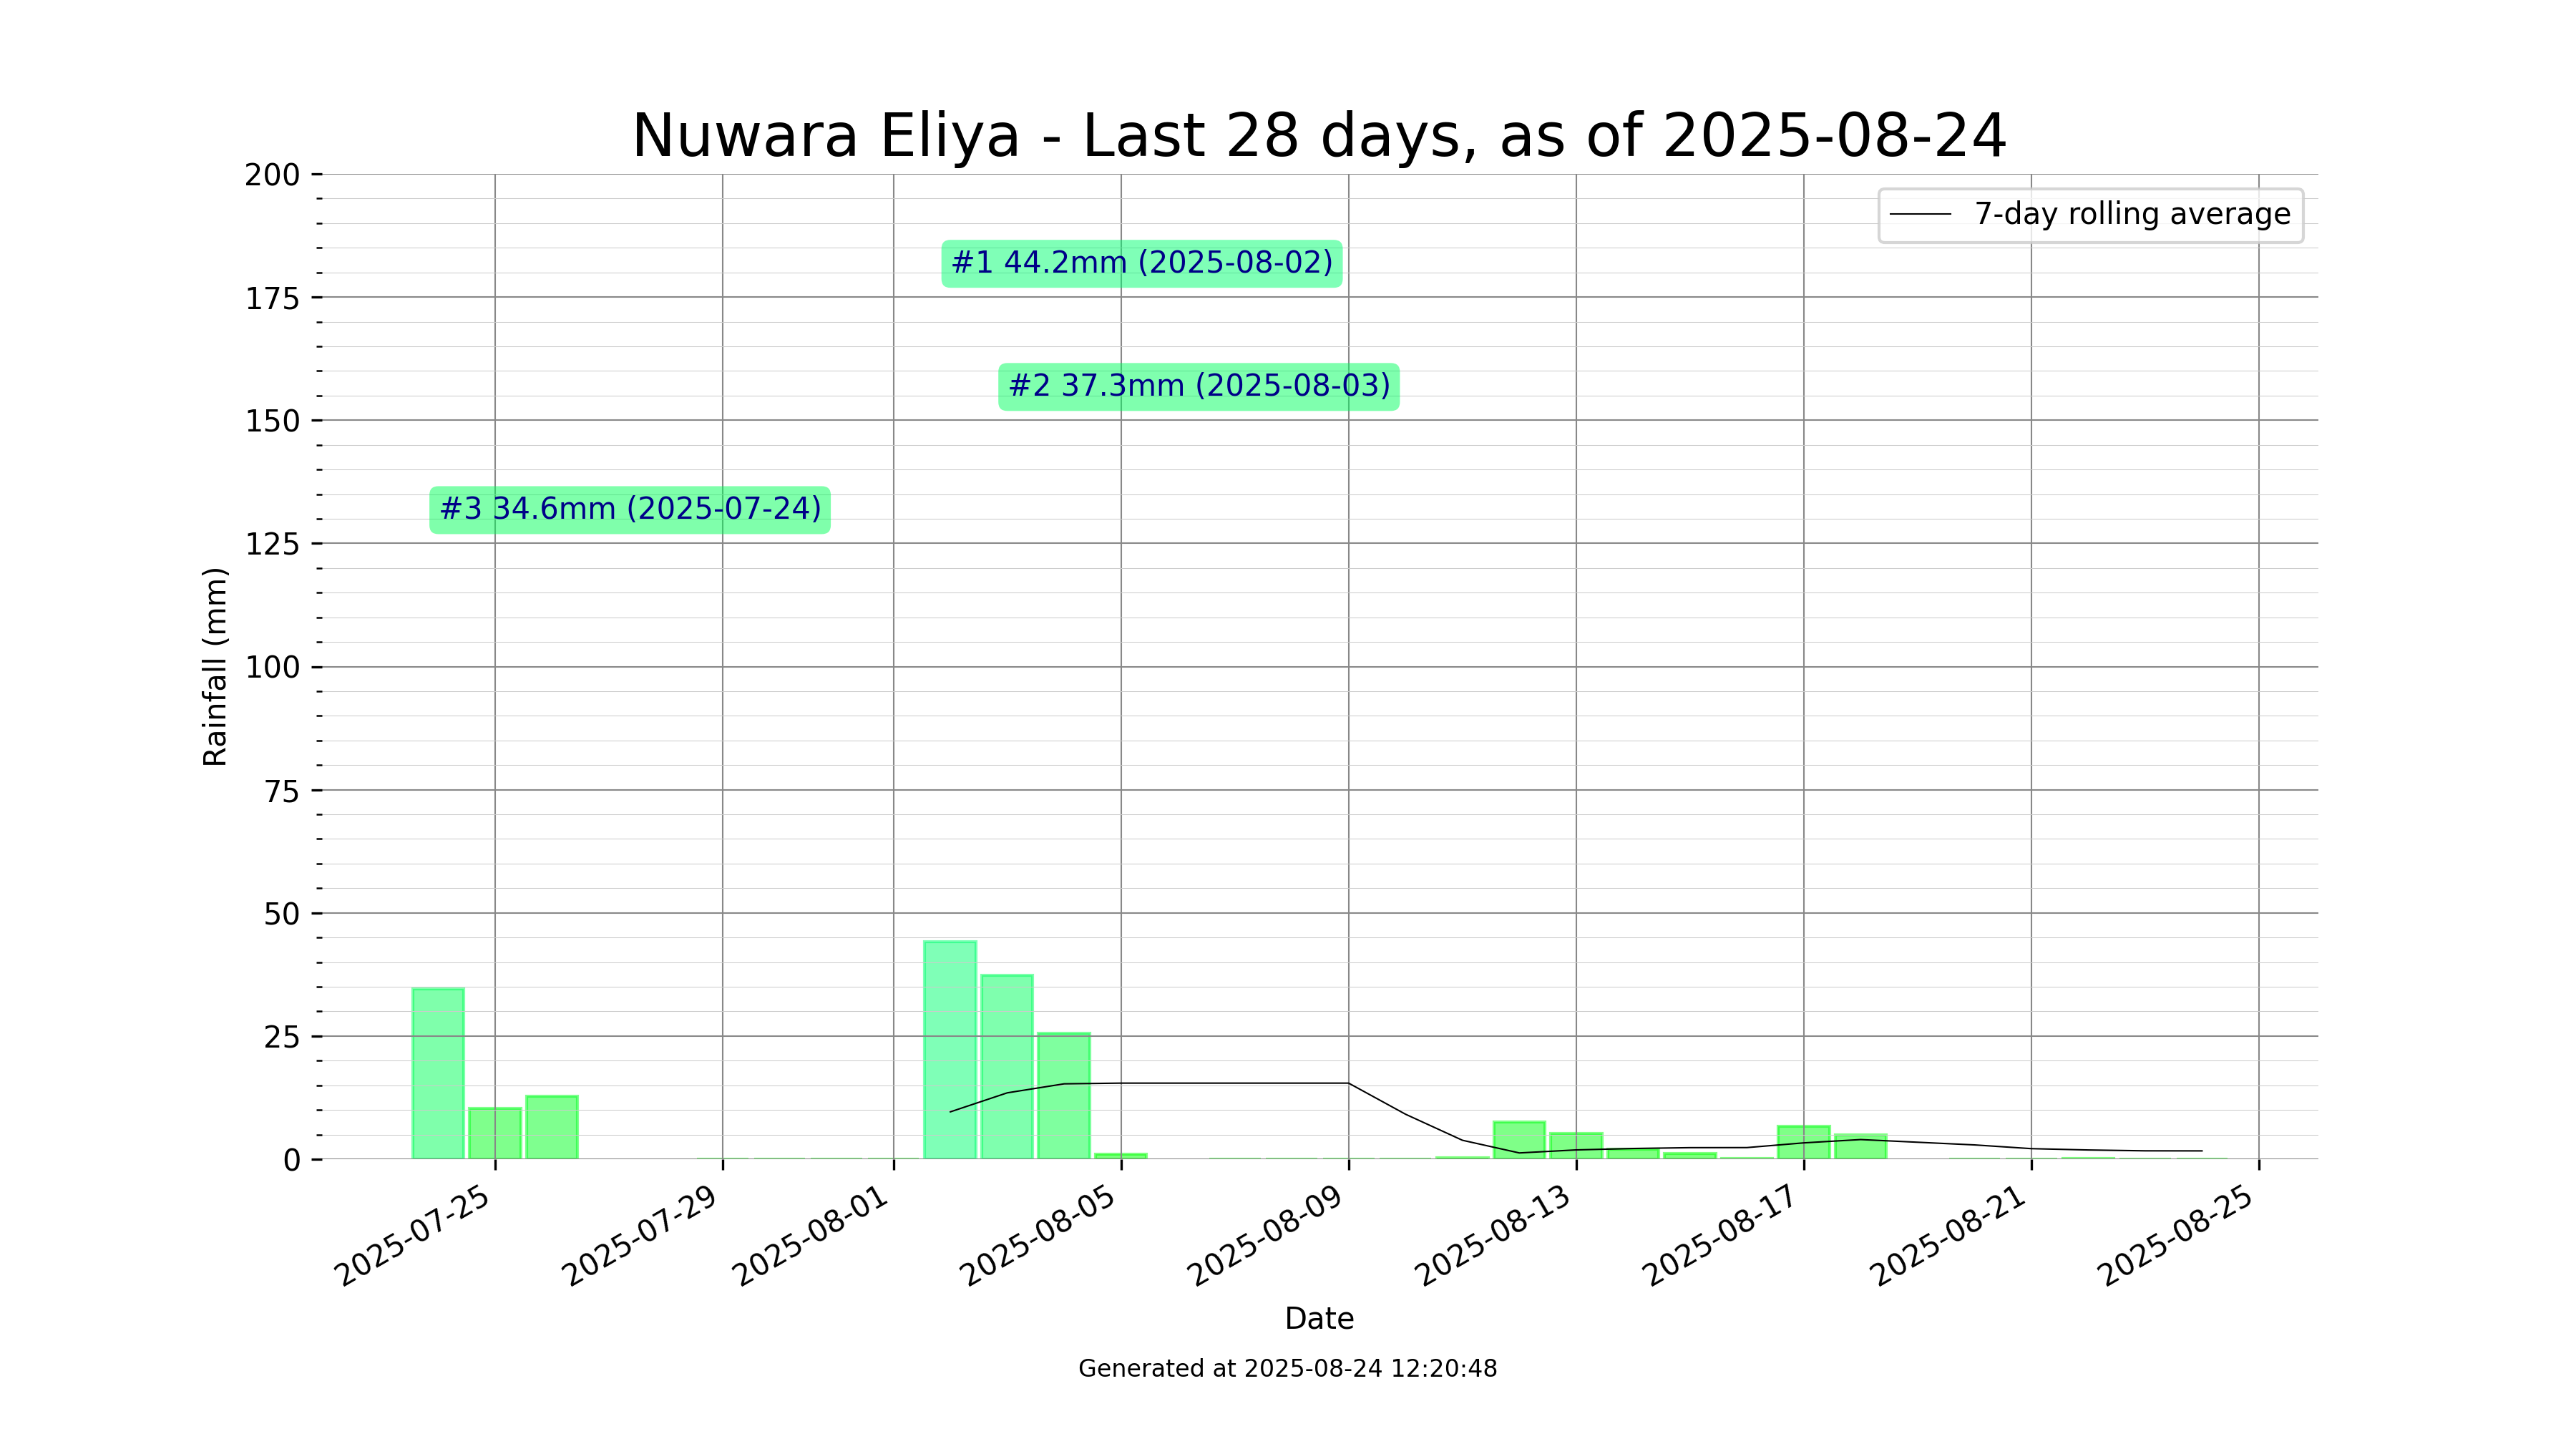 Nuwara Eliya - Last 28 days, as of 2025-08-24
200
175
150
125
100
75
50
25
0
Rainfall (mm)
7-day rolling average
#1 44.2mm (2025-08-02)
#2 37.3mm (2025-08-03)
#3 34.6mm (2025-07-24)
2025-07-25
2025-07-29
2025-08-01
2025-08-05
2025-08-09
2025-08-13
2025-08-17
2025-08-21
2025-08-25
Date
Generated at 2025-08-24 12:20:48